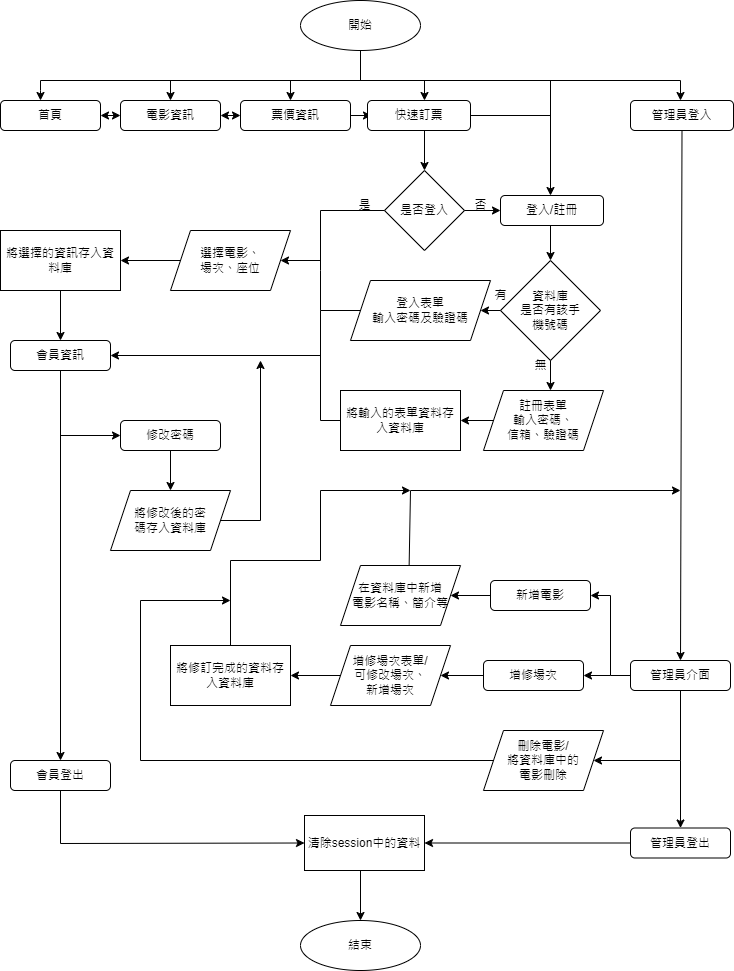 開始
首頁
電影資訊
票價資訊
快速訂票
管理員登入
是
是否登入
否
登入/註冊
將選擇的資訊存入資
料庫
選擇電影、
場次、座位
登入表單
輸入密碼及驗證碼
有
資料庫
是否有該手
機號碼
無
會員資訊
將輸入的表單資料存
入資料庫
註冊表單
輸入密碼、
信箱、驗證碼
修改密碼
將修改後的密
碼存入資料庫
在資料庫中新增
電影名稱、簡介等
新增電影
將修訂完成的資料存
入資料庫
增修場次表單/
可修改場次、
新增場次
增修場次
管理員介面
刪除電影/
將資料庫中的
電影刪除
會員登出
清除session中的資料
管理員登出
結束